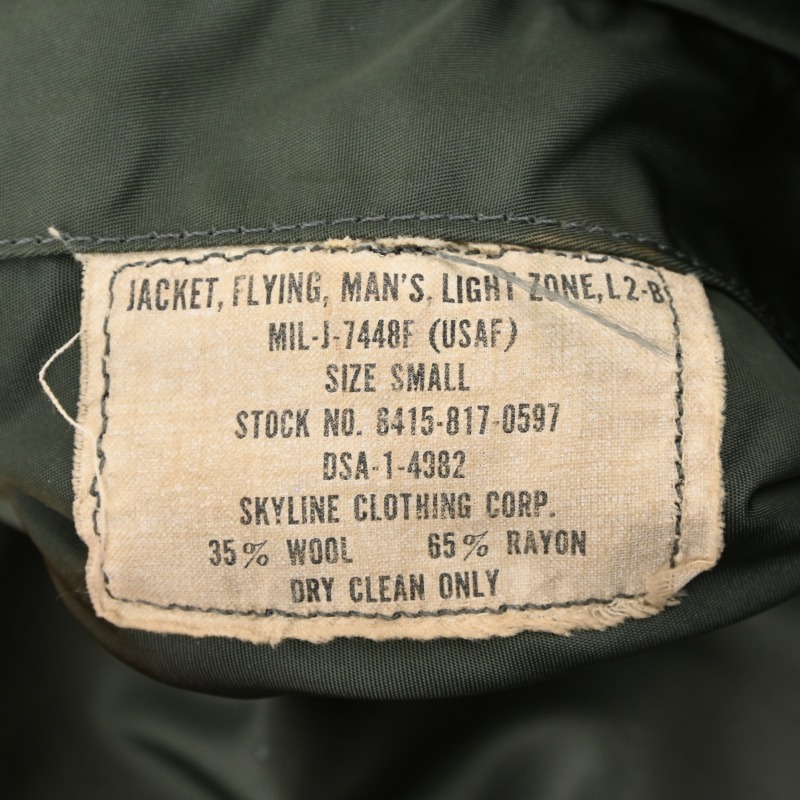 JACKET, FLYING, MAN'S, LIGHT ZONE, L2-B
MIL-J-7448F (USAF)
SIZE SMALL
STOCK NO. 8415-817-0597
DSA-1-4382
SKYLINE CLOTHING CORP.
35% WOOL 65% RAYON
DRY CLEAN ONLY